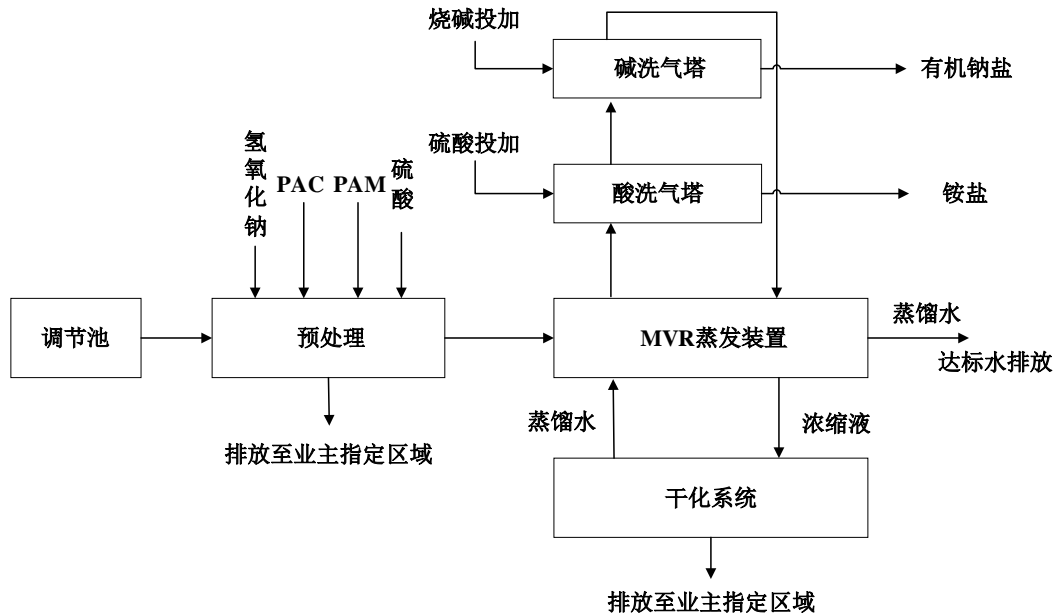 烧碱投加
碱洗气塔
有机钠盐
硫酸投加
酸洗气塔
铵盐
氢氧化钠
PAC
PAM
硫酸
调节池
预处理
MVR蒸发装置
蒸馏水
达标水排放
排放至业主指定区域
蒸馏水
浓缩液
干化系统
排放至业主指定区域